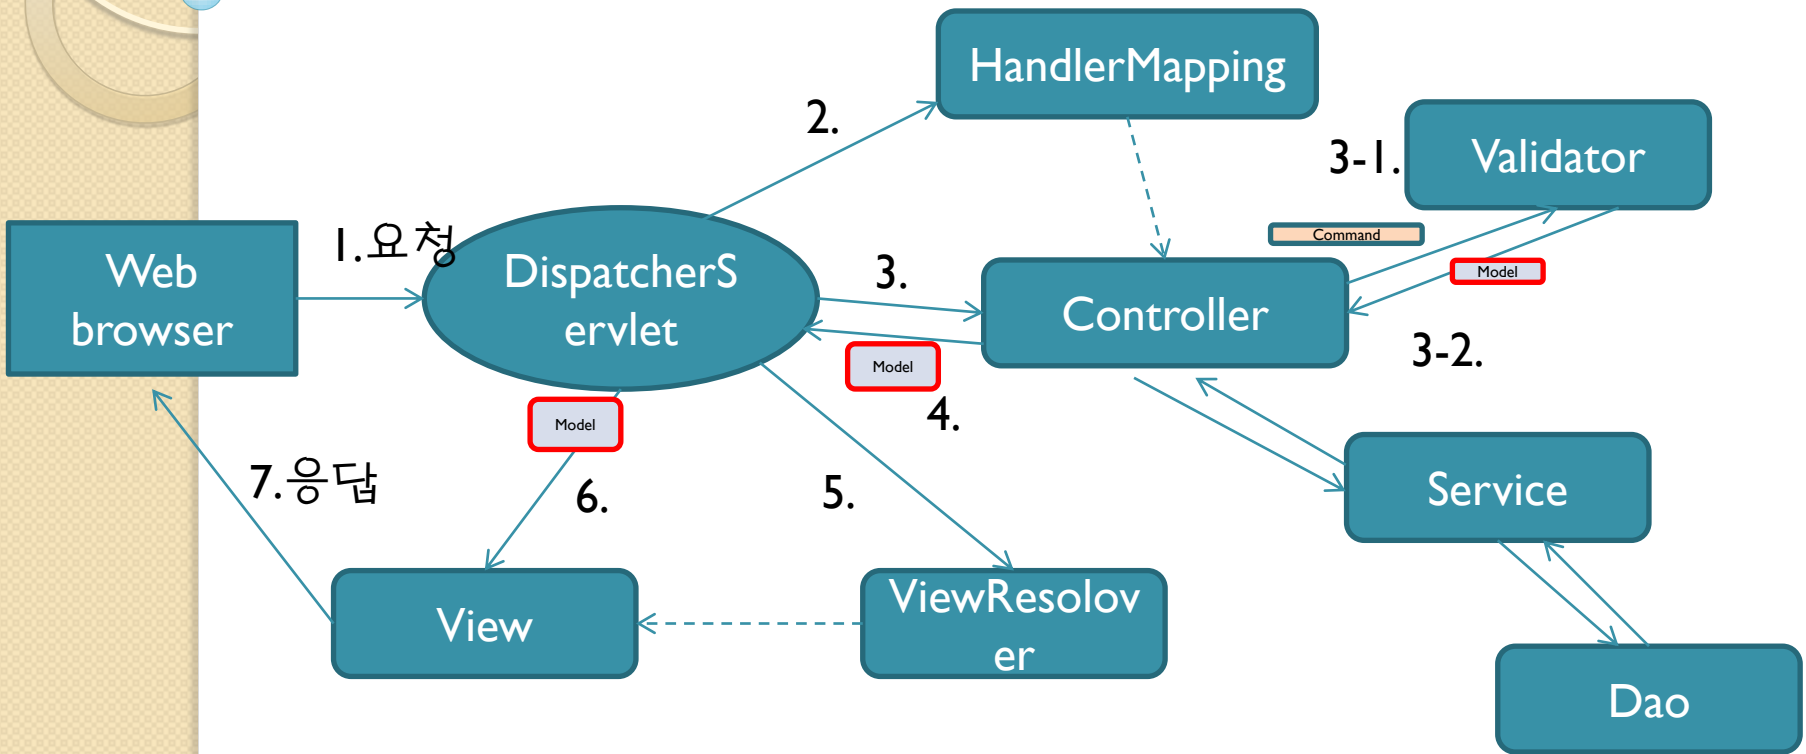 HandlerMapping
2.
3-1.
Validator
1.요청
Command
Web
browser
DispatcherS
ervlet
3.
Controller
Model
Model
3-2.
4.
Model
7.응답
6.
5.
Service
View
ViewResolov
er
Dao